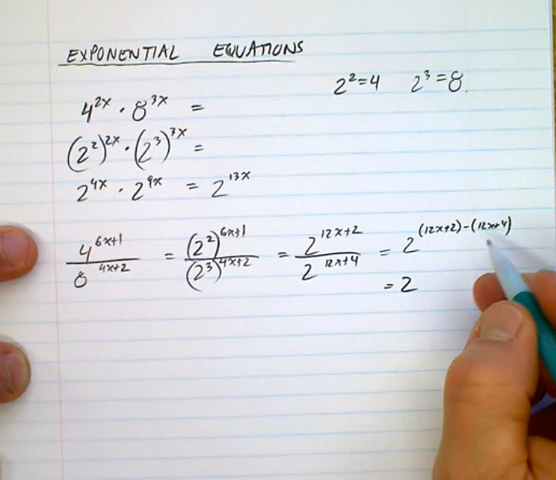 EXPONENTIAL EQUATIONS
2²=4 2³=8
4^2x · 8^3x =
(2²)^2x · (2³)^3x =
2^4x · 2^9x = 2^13x
4^6x+1 / 8^4x+2 = (2²)^6x+1 / (2³)^4x+2 = 2^12x+2 / 2^12x+4 = 2^(12x+2)-(12x+4)
= 2